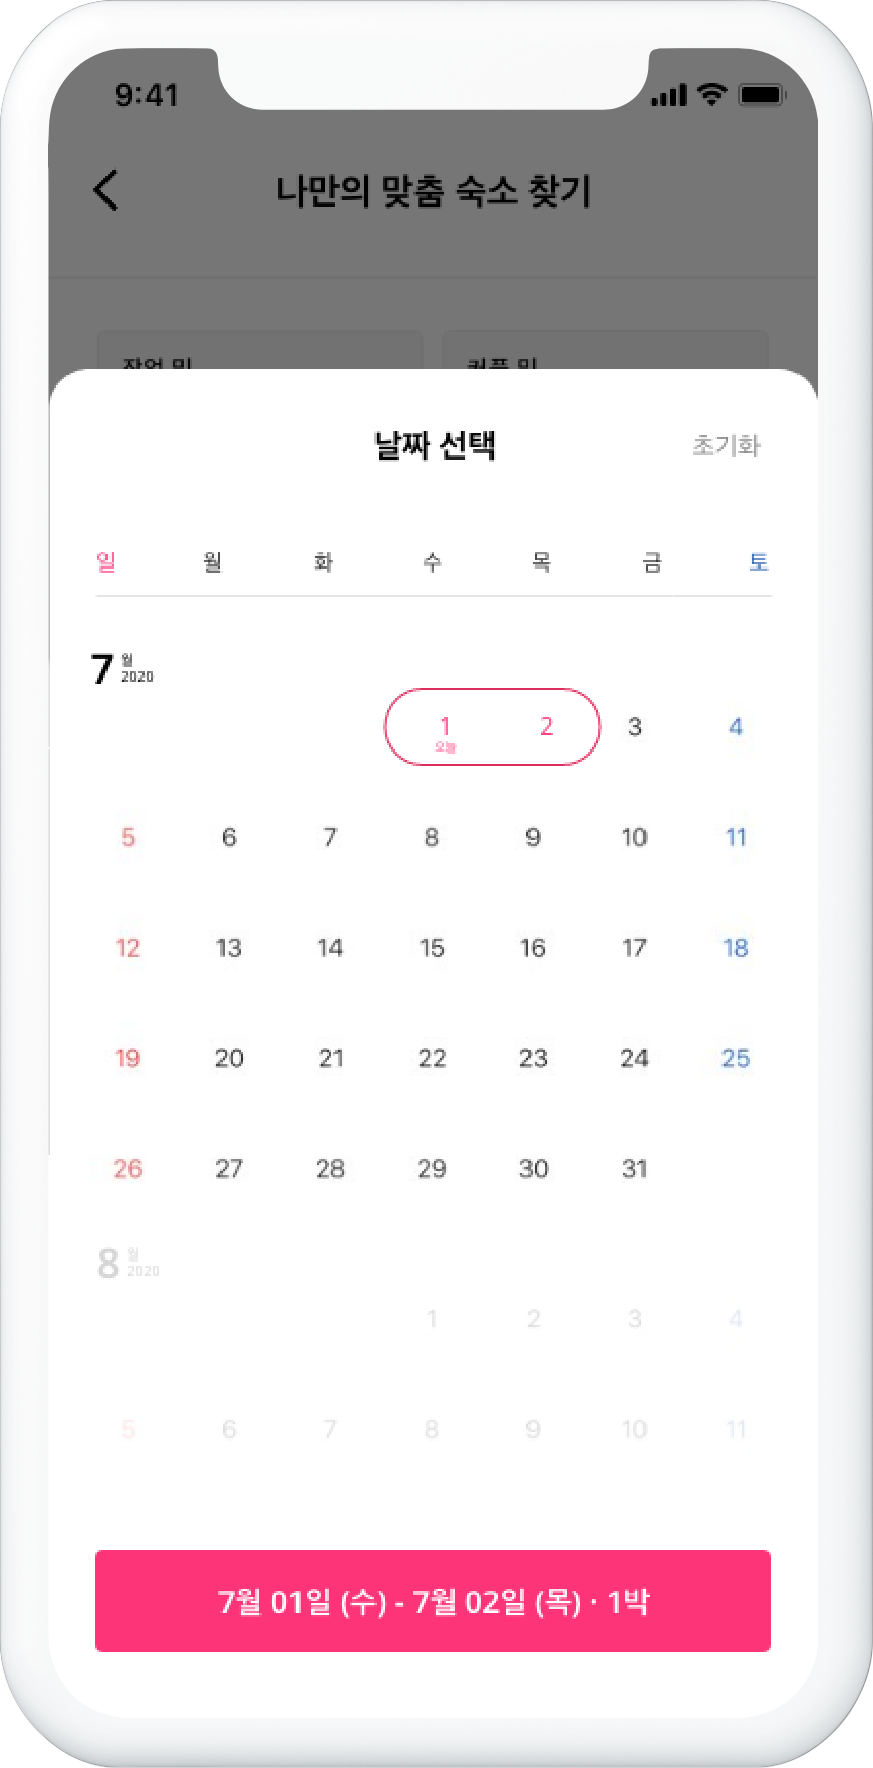 9:41
나만의 맞춤 숙소 찾기
날짜 선택 초기화
일 월 화 수 목 금 토
7 월 2020
1 2 3 4
오늘
5 6 7 8 9 10 11
12 13 14 15 16 17 18
19 20 21 22 23 24 25
26 27 28 29 30 31
8 월 2020
1 2 3 4
5 6 7 8 9 10 11
7월 01일 (수) - 7월 02일 (목) · 1박